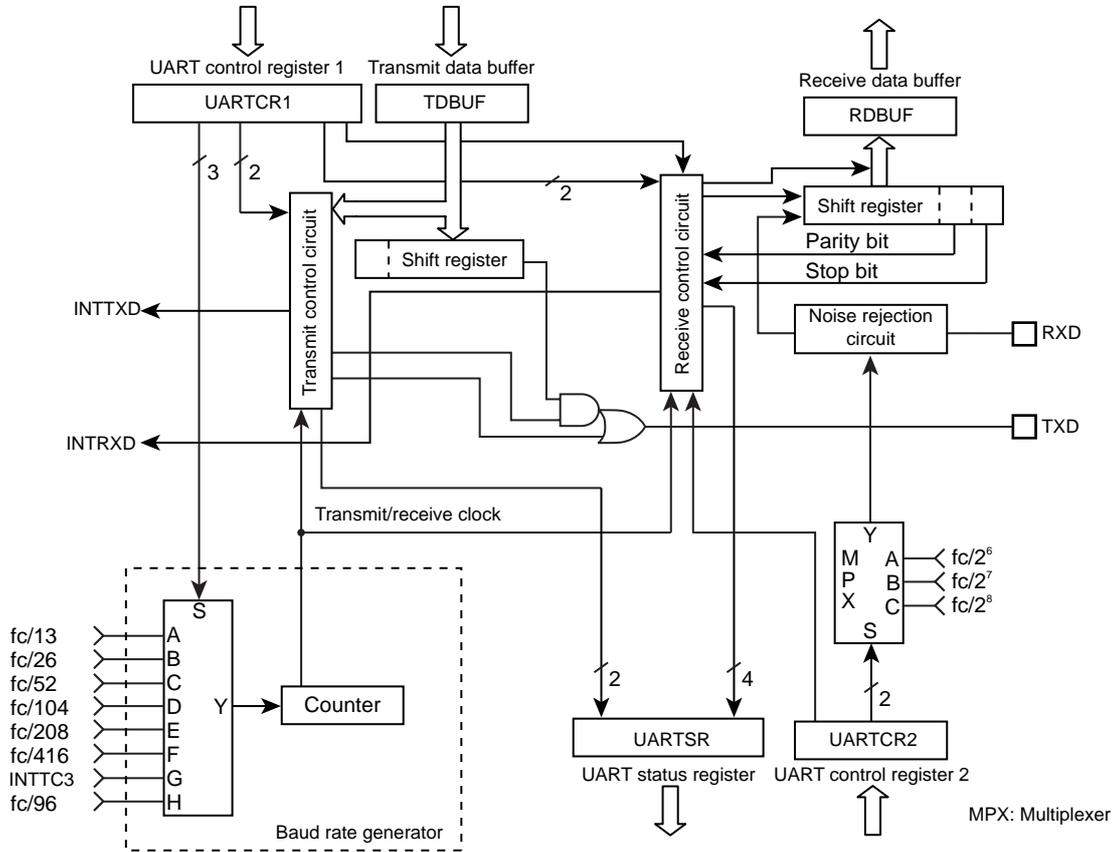 UART control register 1
Transmit data buffer
Receive data buffer
UARTCR1
TDBUF
RDBUF
3
2
2
Shift register
Shift register
Parity bit
Stop bit
Transmit control circuit
Receive control circuit
INTTXD
Noise rejection
circuit
RXD
INTRXD
TXD
Transmit/receive clock
Y
M
P
X
A
B
C
S
fc/2⁶
fc/2⁷
fc/2⁸
S
fc/13
A
fc/26
B
fc/52
C
fc/104
D
fc/208
E
fc/416
F
INTTC3
G
fc/96
H
Y
Counter
2
4
2
UARTSR
UARTCR2
UART status register
UART control register 2
Baud rate generator
MPX: Multiplexer